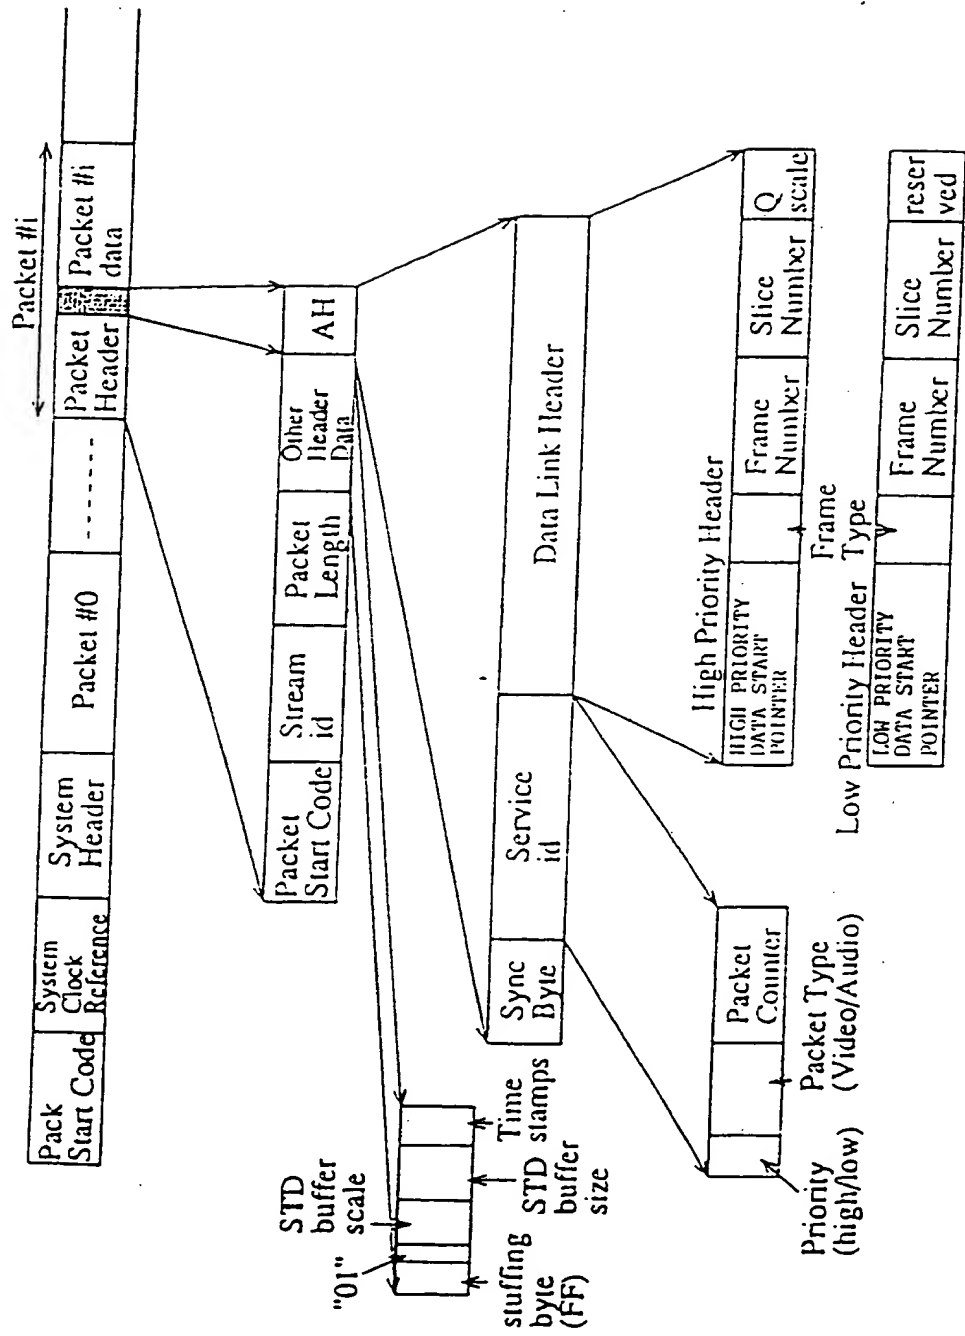 Packet #i
Pack
Start Code
System
Clock
Reference
System
Header
Packet #0
-------
Packet
Header
Packet #i
data
Packet
Start Code
Stream
id
Packet
Length
Other
Header
Data
AH
STD
buffer
scale
"01"
stuffing
byte
(FF)
STD
buffer
size
Time
stamps
Sync
Byte
Service
id
Data Link Header
Priority
(high/low)
Packet Type
(Video/Audio)
Packet
Counter
High Priority Header
HIGH PRIORITY
DATA START
POINTER
Frame
Number
Slice
Number
Q
scale
Frame
Type
Low Priority Header
LOW PRIORITY
DATA START
POINTER
Frame
Number
Slice
Number
reser
ved